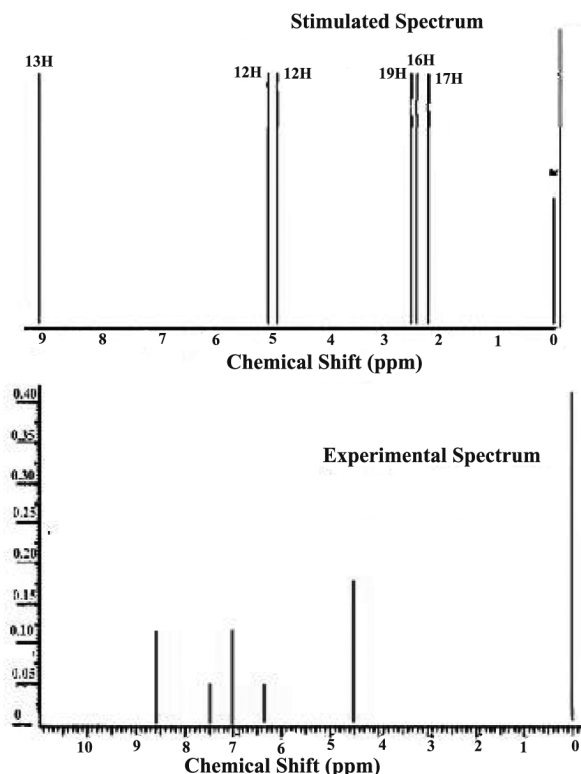 Stimulated Spectrum
13H
12H 12H
16H
19H
17H
9 8 7 6 5 4 3 2 1 0
Chemical Shift (ppm)
0.40
0.35
0.30
0.25
0.20
0.15
0.10
0.05
0
Experimental Spectrum
10 9 8 7 6 5 4 3 2 1 0
Chemical Shift (ppm)